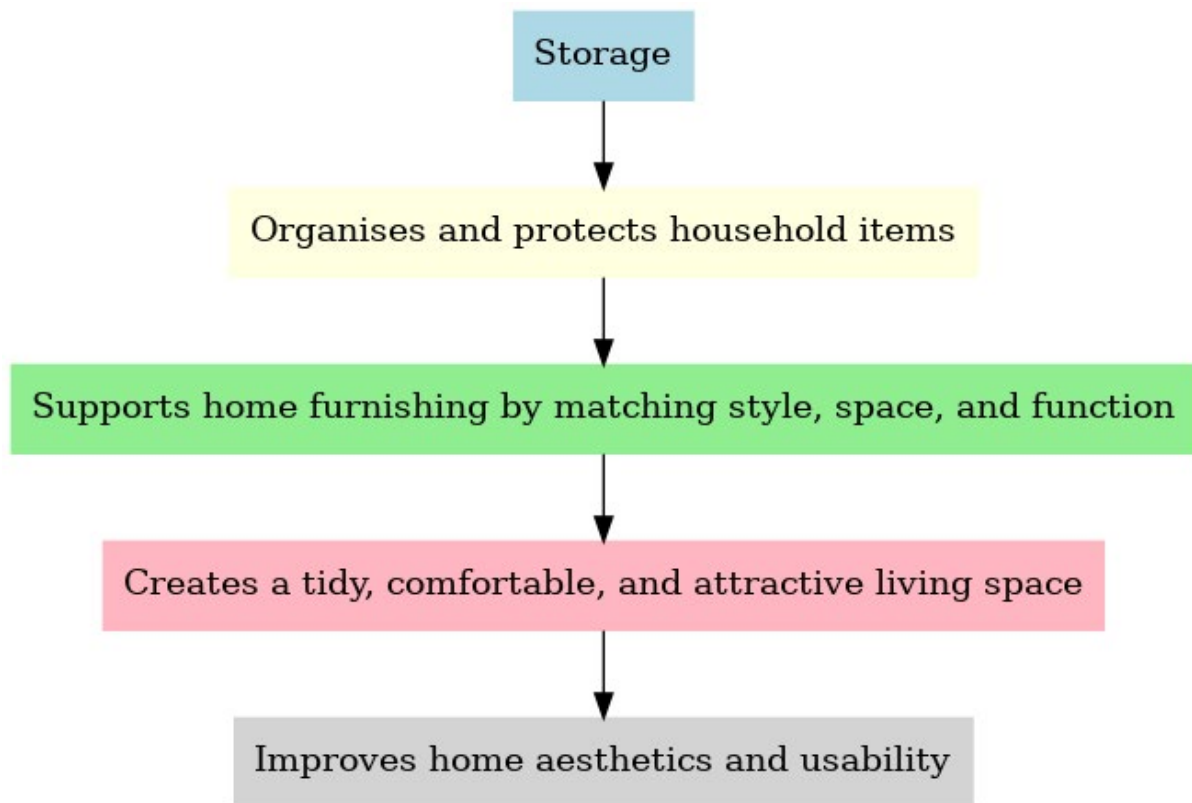 Storage
Organises and protects household items
Supports home furnishing by matching style, space, and function
Creates a tidy, comfortable, and attractive living space
Improves home aesthetics and usability